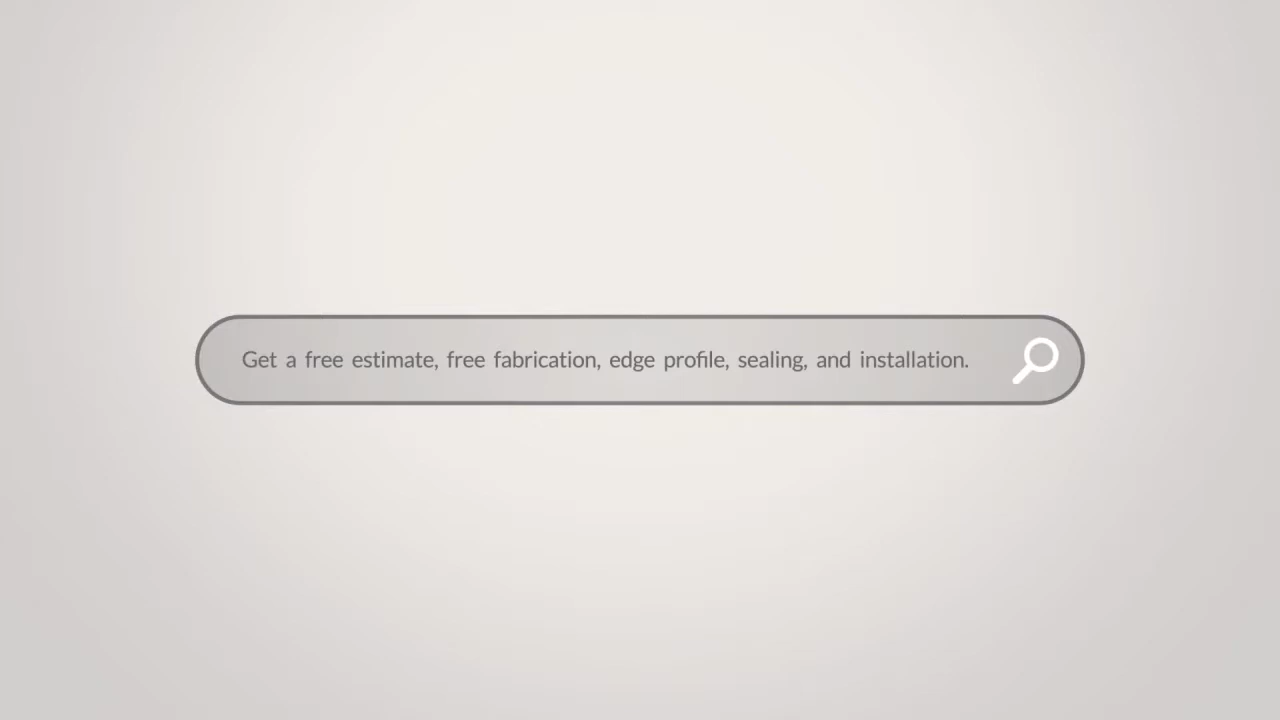 Get a free estimate, free fabrication, edge profile, sealing, and installation.